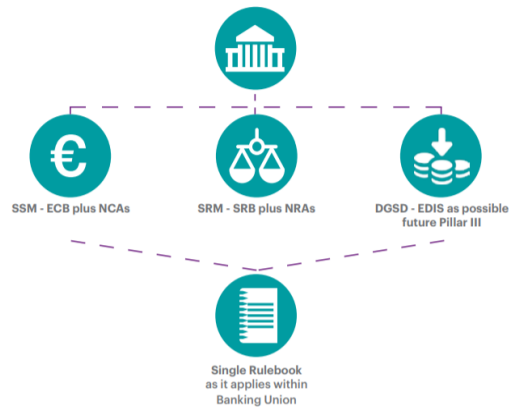 €
SSM - ECB plus NCAs
SRM - SRB plus NRAs
DGSD - EDIS as possible
future Pillar III
Single Rulebook
as it applies within
Banking Union